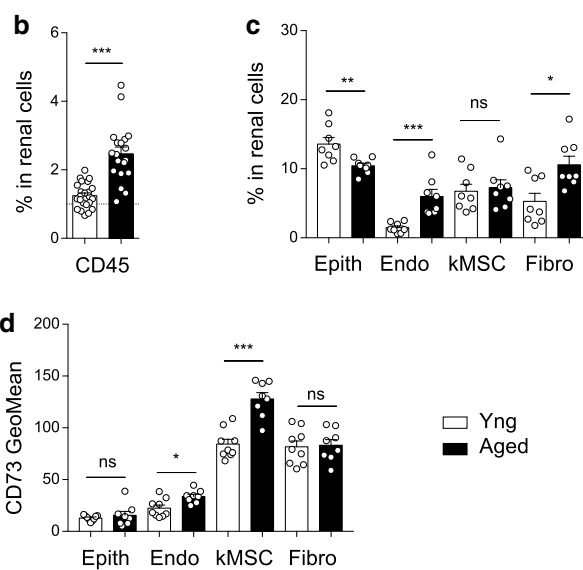 b
% in renal cells
6
4
2
0
***
CD45
c
% in renal cells
30
20
10
0
**
***
ns
*
Epith Endo kMSC Fibro
d
CD73 GeoMean
200
150
100
50
0
ns
*
***
ns
Epith Endo kMSC Fibro
Yng
Aged